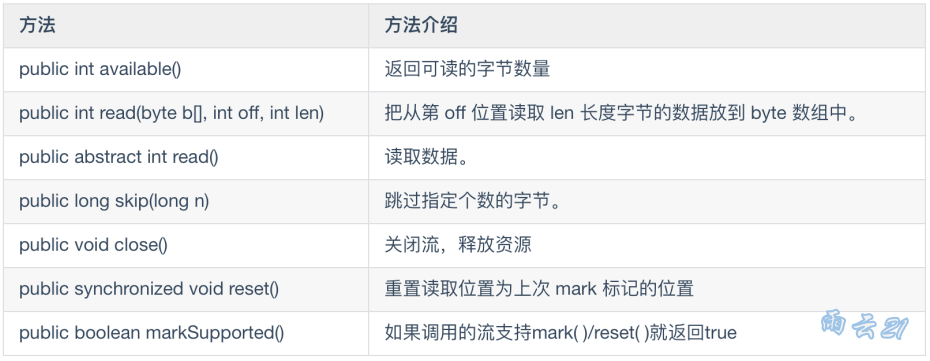 方法 方法介绍
public int available() 返回可读的字节数量
public int read(byte b[], int off, int len) 把从第 off 位置读取 len 长度字节的数据放到 byte 数组中。
public abstract int read() 读取数据。
public long skip(long n) 跳过指定个数的字节。
public void close() 关闭流，释放资源
public synchronized void reset() 重置读取位置为上次 mark 标记的位置
public boolean markSupported() 如果调用的流支持mark( )/reset( )就返回true
雨云21